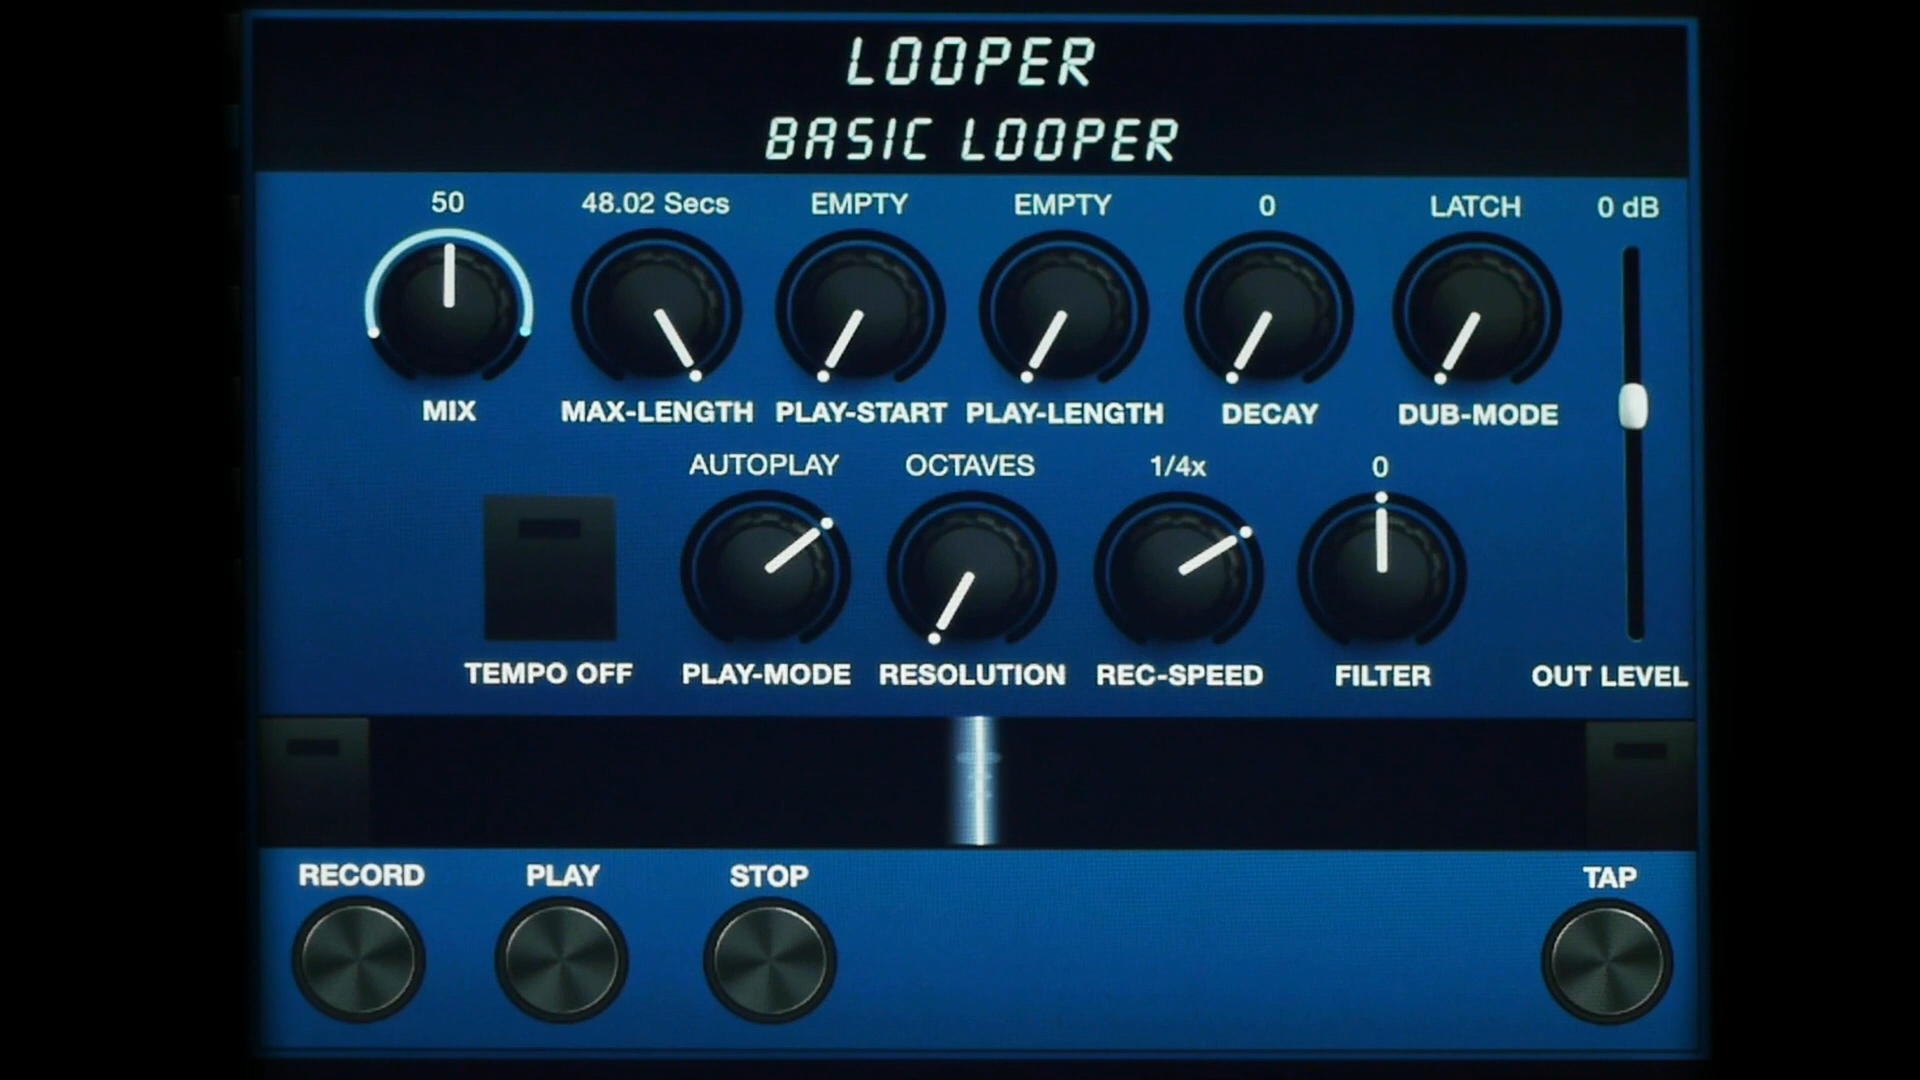 LOOPER
BASIC LOOPER
50 48.02 Secs EMPTY EMPTY 0 LATCH 0 dB
MIX MAX-LENGTH PLAY-START PLAY-LENGTH DECAY DUB-MODE
AUTOPLAY OCTAVES 1/4x 0
TEMPO OFF PLAY-MODE RESOLUTION REC-SPEED FILTER OUT LEVEL
RECORD PLAY STOP TAP